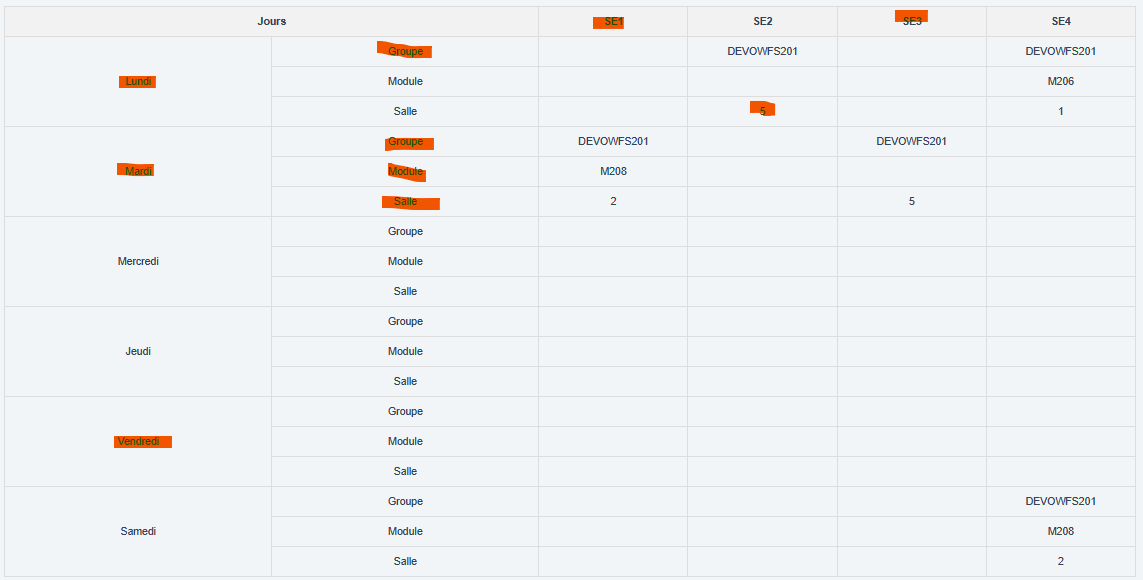 Jours SE1 SE2 SE3 SE4
Groupe DEVOWFS201 DEVOWFS201
Lundi Module M206
Salle 5 1
Groupe DEVOWFS201 DEVOWFS201
Mardi Module M208
Salle 2 5
Groupe
Mercredi Module
Salle
Groupe
Jeudi Module
Salle
Groupe
Vendredi Module
Salle
Groupe DEVOWFS201
Samedi Module M208
Salle 2